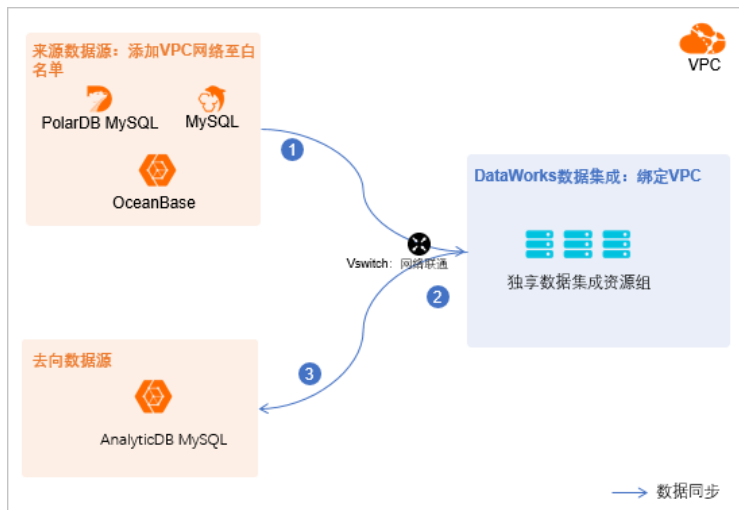 来源数据源：添加VPC网络至白
名单
PolarDB MySQL
MySQL
OceanBase
VPC
1
DataWorks数据集成：绑定VPC
独享数据集成资源组
Vswitch：网络联通
2
去向数据源
3
AnalyticDB MySQL
数据同步